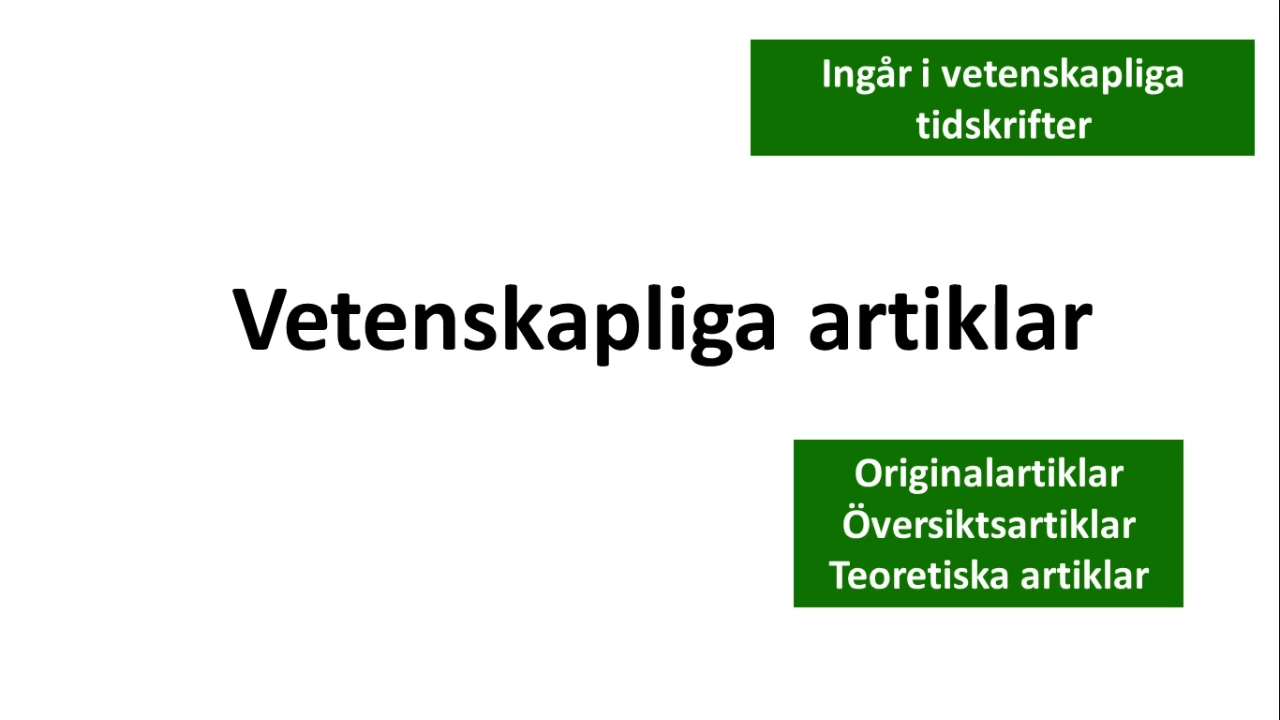 Ingår i vetenskapliga
tidskrifter
Vetenskapliga artiklar
Originalartiklar
Översiktsartiklar
Teoretiska artiklar